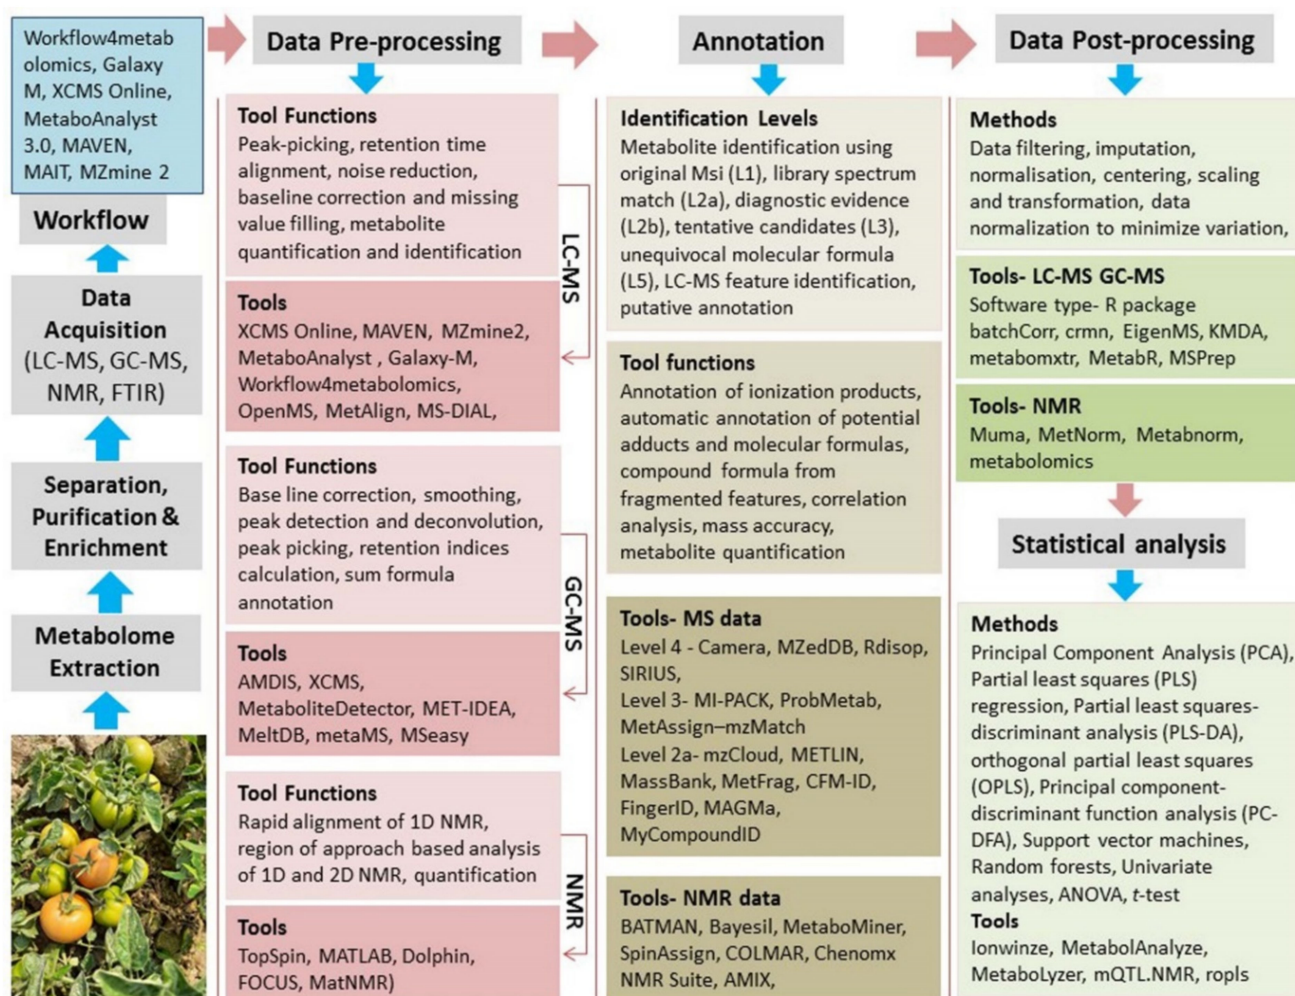 Workflow4metab
olomics, Galaxy
M, XCMS Online,
MetaboAnalyst
3.0, MAVEN,
MAIT, MZmine 2
Workflow
Data
Acquisition
(LC-MS, GC-MS,
NMR, FTIR)
Separation,
Purification &
Enrichment
Metabolome
Extraction
Data Pre-processing
Tool Functions
Peak-picking, retention time
alignment, noise reduction,
baseline correction and missing
value filling, metabolite
quantification and identification
LC-MS
Tools
XCMS Online, MAVEN, MZmine2,
MetaboAnalyst , Galaxy-M,
Workflow4metabolomics,
OpenMS, MetAlign, MS-DIAL,
Tool Functions
Base line correction, smoothing,
peak detection and deconvolution,
peak picking, retention indices
calculation, sum formula
annotation
GC-MS
Tools
AMDIS, XCMS,
MetaboliteDetector, MET-IDEA,
MeltDB, metaMS, MSeasy
Tool Functions
Rapid alignment of 1D NMR,
region of approach based analysis
of 1D and 2D NMR, quantification
NMR
Tools
TopSpin, MATLAB, Dolphin,
FOCUS, MatNMR)
Annotation
Identification Levels
Metabolite identification using
original Msi (L1), library spectrum
match (L2a), diagnostic evidence
(L2b), tentative candidates (L3),
unequivocal molecular formula
(L5), LC-MS feature identification,
putative annotation
Tool functions
Annotation of ionization products,
automatic annotation of potential
adducts and molecular formulas,
compound formula from
fragmented features, correlation
analysis, mass accuracy,
metabolite quantification
Tools- MS data
Level 4 - Camera, MZedDB, Rdisop,
SIRIUS,
Level 3- MI-PACK, ProbMetab,
MetAssign–mzMatch
Level 2a- mzCloud, METLIN,
MassBank, MetFrag, CFM-ID,
FingerID, MAGMa,
MyCompoundID
Tools- NMR data
BATMAN, Bayesil, MetaboMiner,
SpinAssign, COLMAR, Chenomx
NMR Suite, AMIX,
Data Post-processing
Methods
Data filtering, imputation,
normalisation, centering, scaling
and transformation, data
normalization to minimize variation,
Tools- LC-MS GC-MS
Software type- R package
batchCorr, crmn, EigenMS, KMDA,
metabomxtr, MetabR, MSPrep
Tools- NMR
Muma, MetNorm, Metabnorm,
metabolomics
Statistical analysis
Methods
Principal Component Analysis (PCA),
Partial least squares (PLS)
regression, Partial least squares-
discriminant analysis (PLS-DA),
orthogonal partial least squares
(OPLS), Principal component-
discriminant function analysis (PC-
DFA), Support vector machines,
Random forests, Univariate
analyses, ANOVA, t-test
Tools
Ionwinze, MetabolAnalyze,
MetaboLyzer, mQTL.NMR, ropls